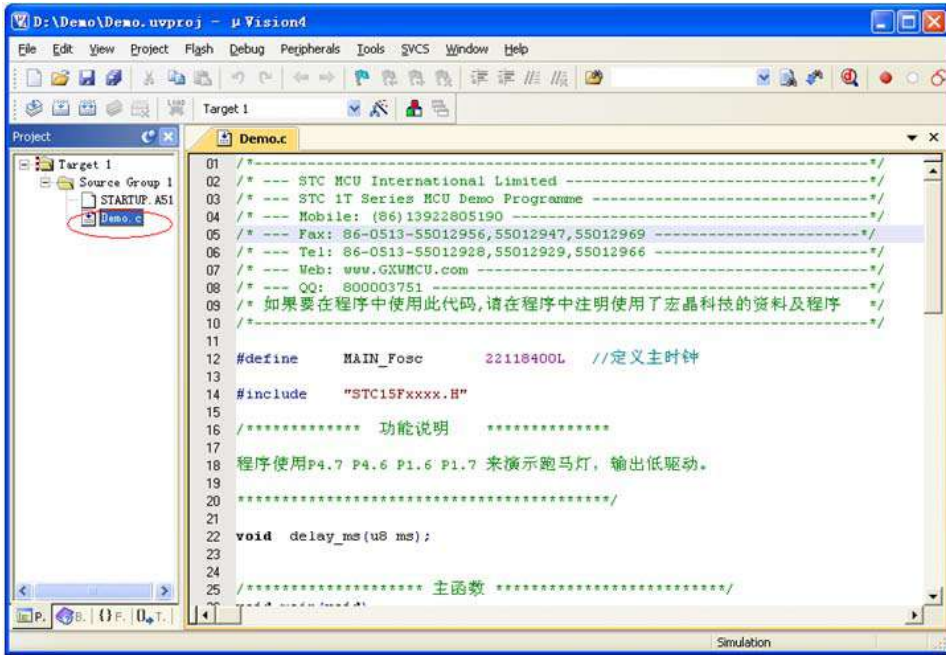 D:\Demo\Demo.uvproj - µVision4
File Edit View Project Flash Debug Peripherals Tools SVCS Window Help
Target 1
Project
Demo.c
Target 1
Source Group 1
STARTUP.A51
Demo.c
01 /*----------------------------------------------------------------------*/
02 /* --- STC MCU International Limited -----------------------------------*/
03 /* --- STC 1T Series MCU Demo Programme --------------------------------*/
04 /* --- Mobile: (86)13922805190 -----------------------------------------*/
05 /* --- Fax: 86-0513-55012956,55012947,55012969 ------------------------*/
06 /* --- Tel: 86-0513-55012928,55012929,55012966 -------------------------*/
07 /* --- Web: www.GXWMCU.com ---------------------------------------------*/
08 /* --- QQ: 800003751 --------------------------------------------------*/
09 /* 如果要在程序中使用此代码,请在程序中注明使用了宏晶科技的资料及程序 */
10 /*----------------------------------------------------------------------*/
11
12 #define MAIN_Fosc 22118400L //定义主时钟
13
14 #include "STC15Fxxxx.H"
15
16 /************* 功能说明 **************
17
18 程序使用P4.7 P4.6 P1.6 P1.7 来演示跑马灯, 输出低驱动。
19
20 ******************************************/
21
22 void delay_ms(u8 ms);
23
24
25 /******************** 主函数 **************************/
P. B. {} F. 0 T.
Simulation